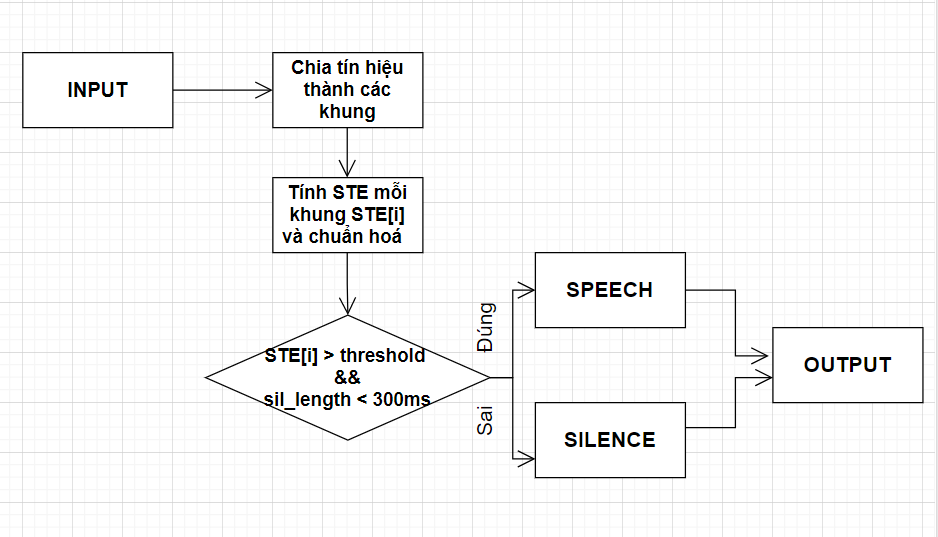 INPUT
Chia tín hiệu
thành các
khung
Tính STE mỗi
khung STE[i]
và chuẩn hoá
STE[i] > threshold
&&
sil_length < 300ms
Đúng
Sai
SPEECH
SILENCE
OUTPUT